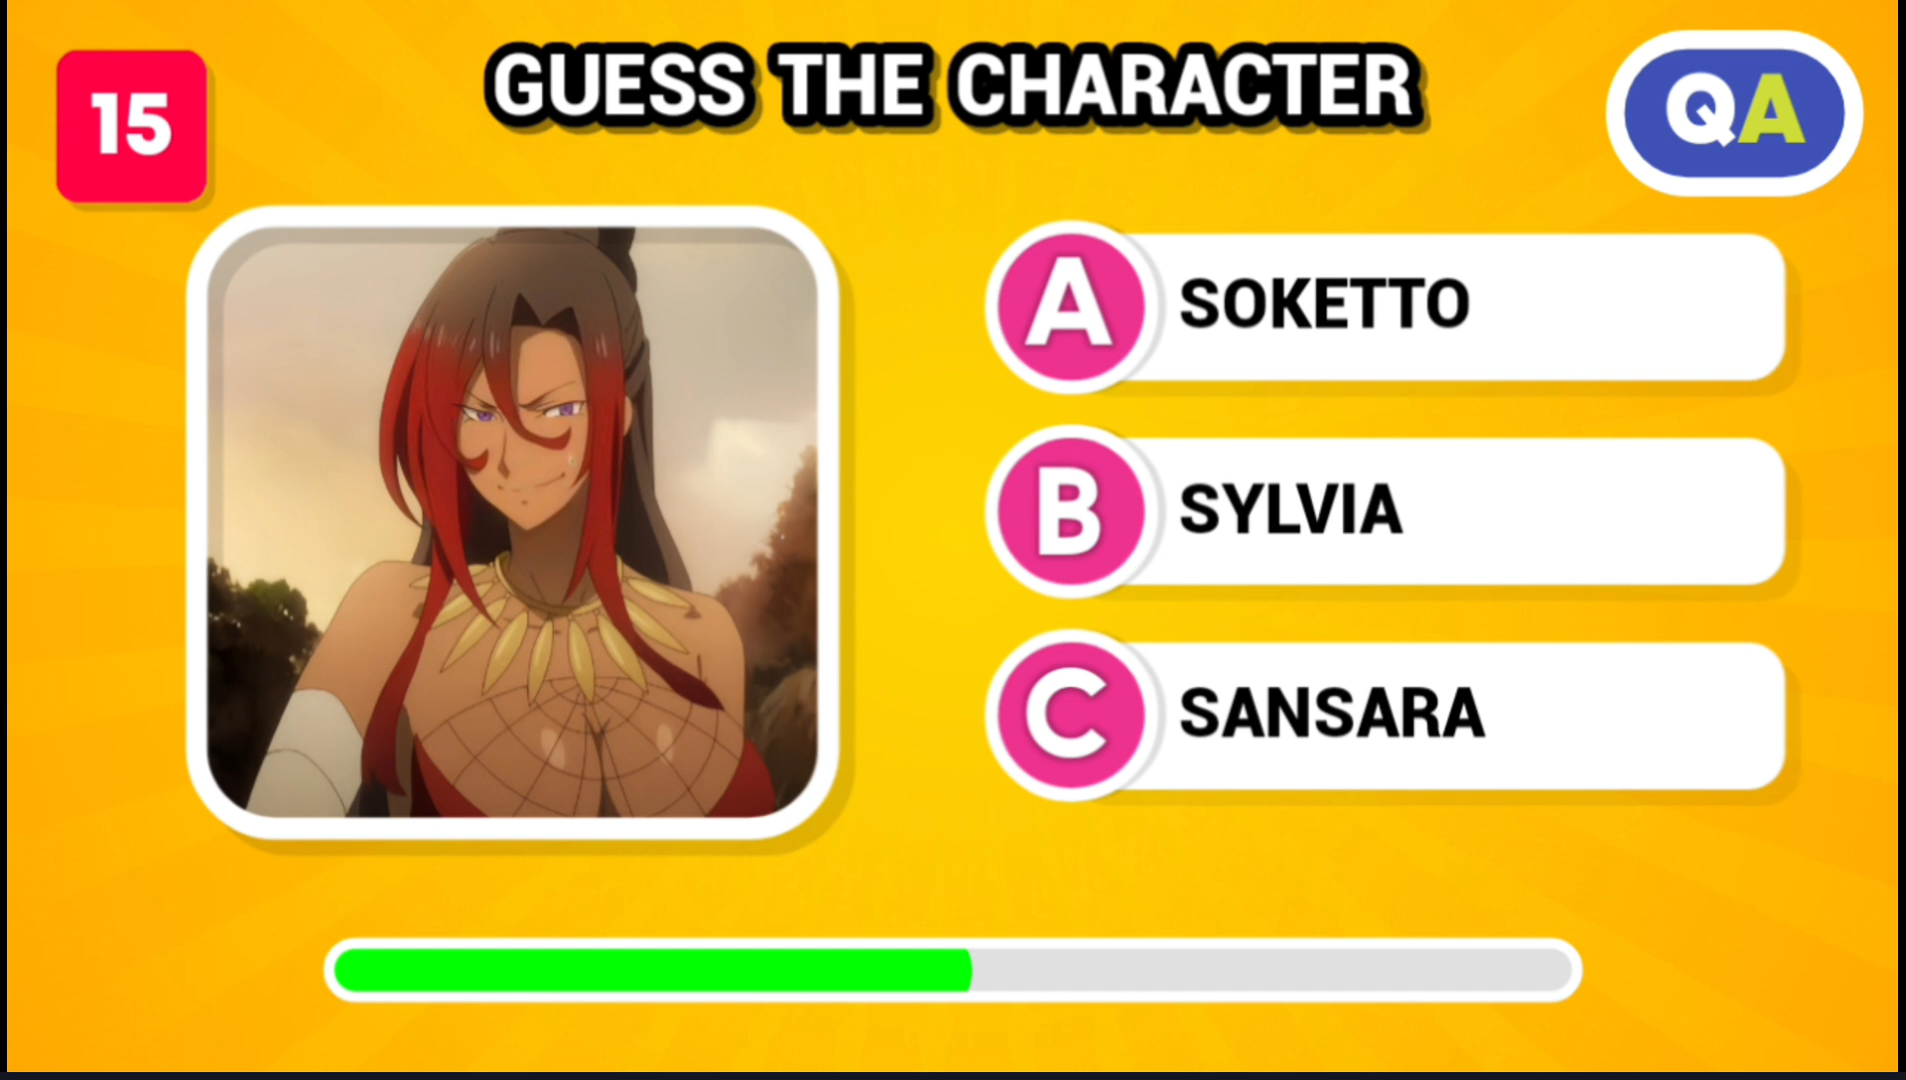 15
GUESS THE CHARACTER
QA
A SOKETTO
B SYLVIA
C SANSARA